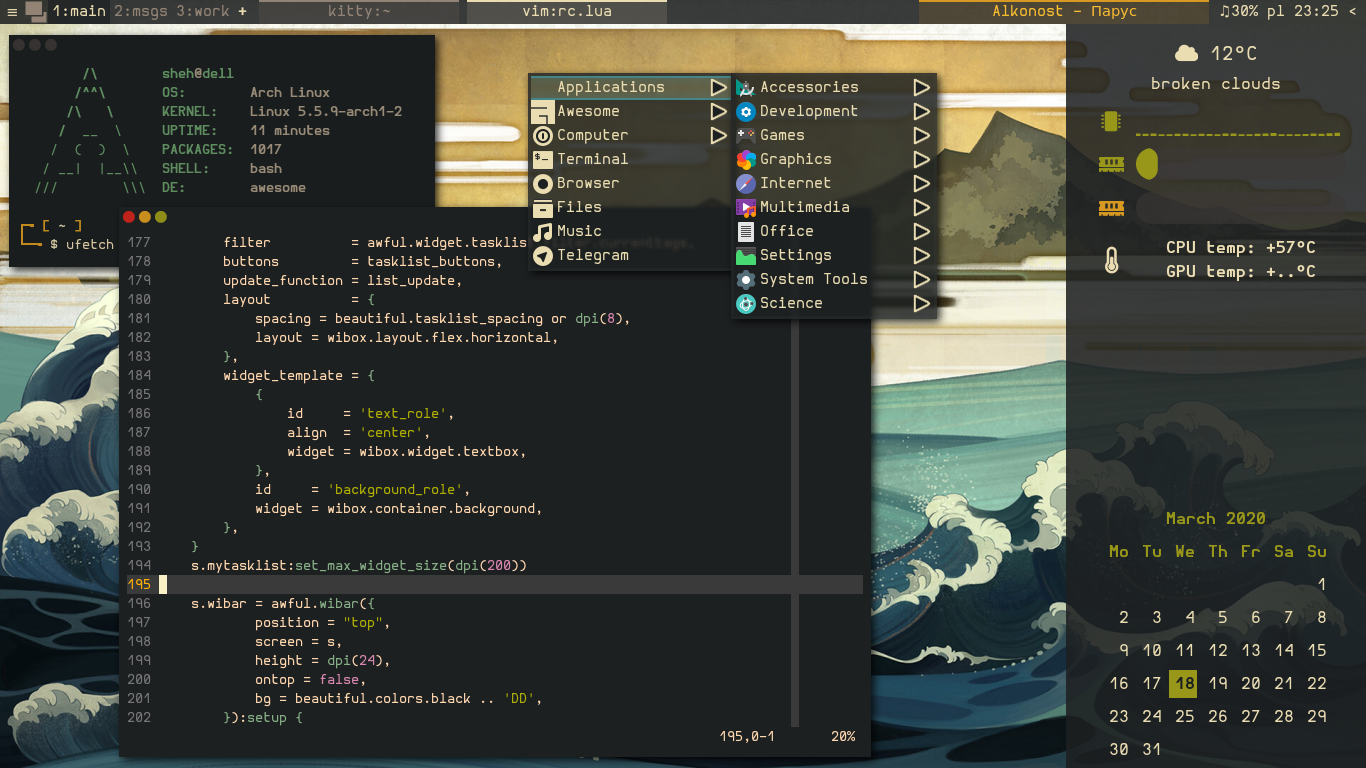 ≡ 1:main 2:msgs 3:work + kitty:~ vim:rc.lua Alkonost - Парус ♫30% pl 23:25 <
/\
/^^\
/\   \
/  __  \
/  (  )  \
/ __|  |__\\
///        \\\
sheh@dell
OS: Arch Linux
KERNEL: Linux 5.5.9-arch1-2
UPTIME: 11 minutes
PACKAGES: 1017
SHELL: bash
DE: awesome
[ ~ ]
$ ufetch
Applications
Awesome
Computer
Terminal
Browser
Files
Music
Telegram
Accessories
Development
Games
Graphics
Internet
Multimedia
Office
Settings
System Tools
Science
177         filter          = awful.widget.tasklis
178         buttons         = tasklist_buttons,
179         update_function = list_update,
180         layout          = {
181             spacing = beautiful.tasklist_spacing or dpi(8),
182             layout = wibox.layout.flex.horizontal,
183         },
184         widget_template = {
185             {
186                 id     = 'text_role',
187                 align  = 'center',
188                 widget = wibox.widget.textbox,
189             },
190             id     = 'background_role',
191             widget = wibox.container.background,
192         },
193     }
194     s.mytasklist:set_max_widget_size(dpi(200))
195
196     s.wibar = awful.wibar({
197             position = "top",
198             screen = s,
199             height = dpi(24),
200             ontop = false,
201             bg = beautiful.colors.black .. 'DD',
202         }):setup {
195,0-1 20%
12°C
broken clouds
CPU temp: +57°C
GPU temp: +..°C
March 2020
Mo Tu We Th Fr Sa Su
1
2 3 4 5 6 7 8
9 10 11 12 13 14 15
16 17 18 19 20 21 22
23 24 25 26 27 28 29
30 31